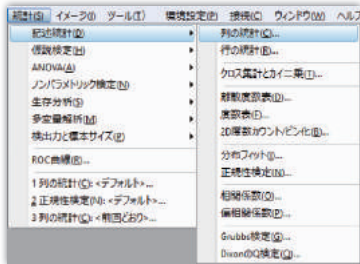 統計(S) イメージ(I) ツール(T) 環境設定(P) 接続(C) ウィンドウ(W) ヘル
記述統計(D)
仮説検定(H)
ANOVA(A)
ノンパラメトリック検定(N)
生存分析(S)
多変量解析(M)
検出力と標本サイズ(P)
ROC曲線(R)...
1 列の統計(C): <デフォルト>...
2 正規性検定(N): <デフォルト>...
3 列の統計(C): <前回どおり>...
列の統計(C)...
行の統計(R)...
クロス集計とカイ二乗(T)...
離散度数表(D)...
度数表(F)...
2D度数カウント/ビン化(B)...
分布フィット(I)...
正規性検定(N)...
相関係数(O)...
偏相関係数(P)...
Grubbs検定(G)...
DixonのQ検定(Q)...